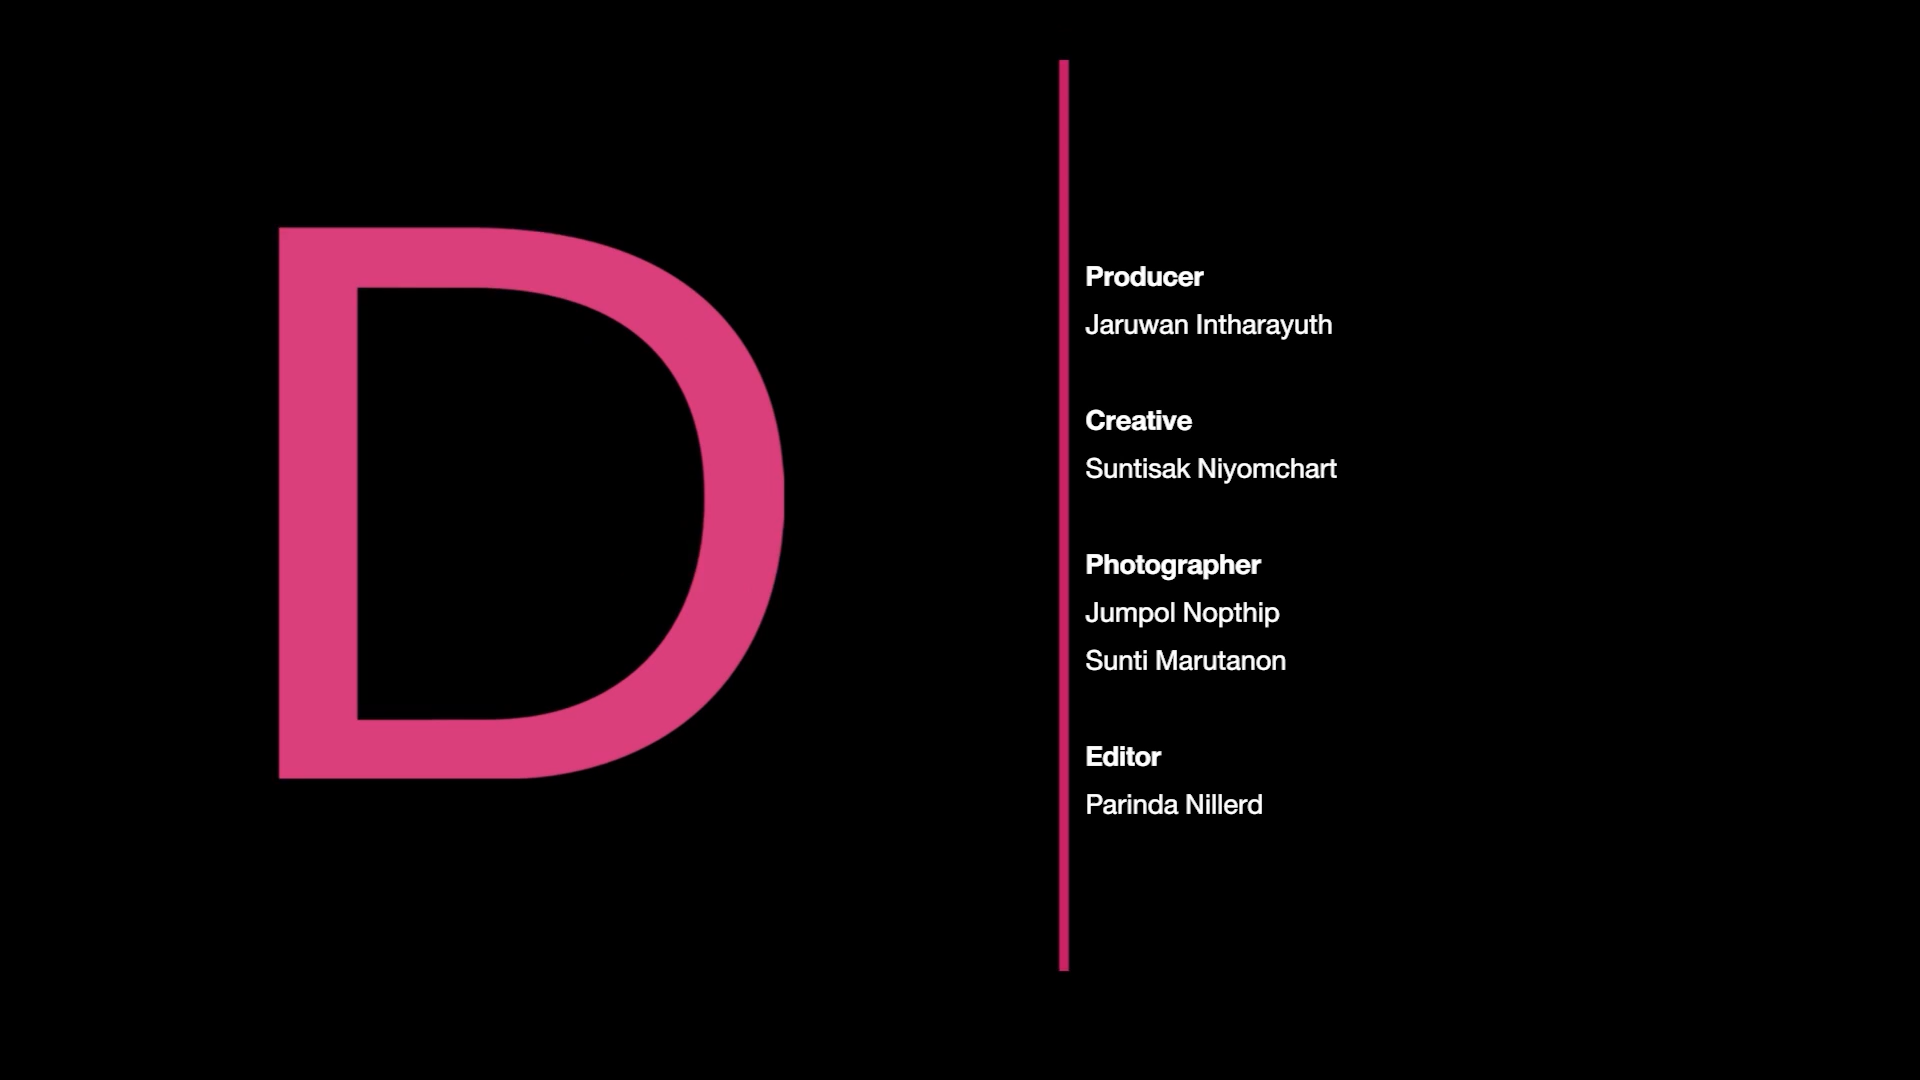 D
Producer
Jaruwan Intharayuth
Creative
Suntisak Niyomchart
Photographer
Jumpol Nopthip
Sunti Marutanon
Editor
Parinda Nillerd